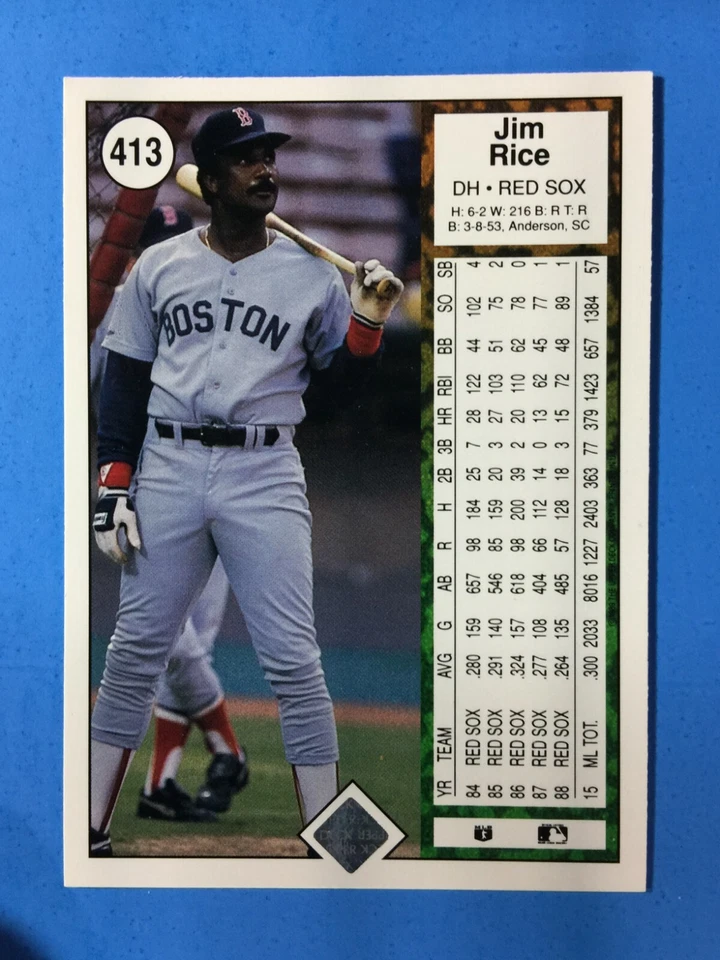 413
B
BOSTON
Jim
Rice
DH • RED SOX
H: 6-2 W: 216 B: R T: R
B: 3-8-53, Anderson, SC
YR TEAM AVG G AB R H 2B 3B HR RBI BB SO SB
84 RED SOX .280 159 657 98 184 25 7 28 122 44 102 4
85 RED SOX .291 140 546 85 159 20 3 27 103 51 75 2
86 RED SOX .324 157 618 98 200 39 2 20 110 62 78 0
87 RED SOX .277 108 404 66 112 14 0 13 62 45 77 1
88 RED SOX .264 135 485 57 128 18 3 15 72 48 89 1
15 ML TOT. .300 2033 8016 1227 2403 363 77 379 1423 657 1384 57